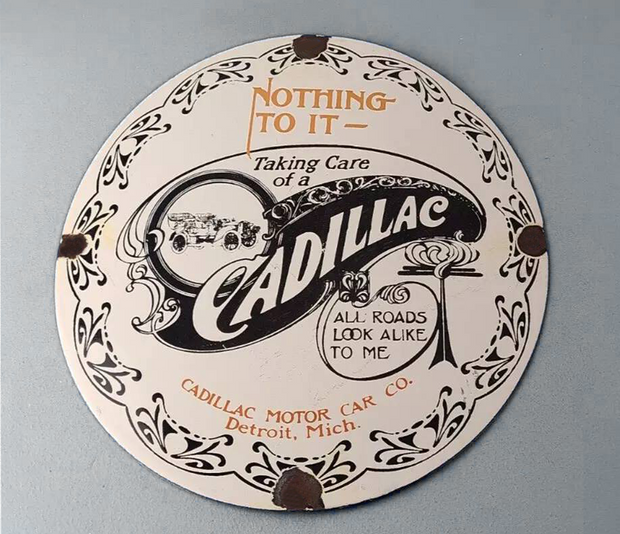 NOTHING
TO IT—
Taking Care
of a
CADILLAC
ALL ROADS
LOOK ALIKE
TO ME
CADILLAC MOTOR CAR CO.
Detroit, Mich.